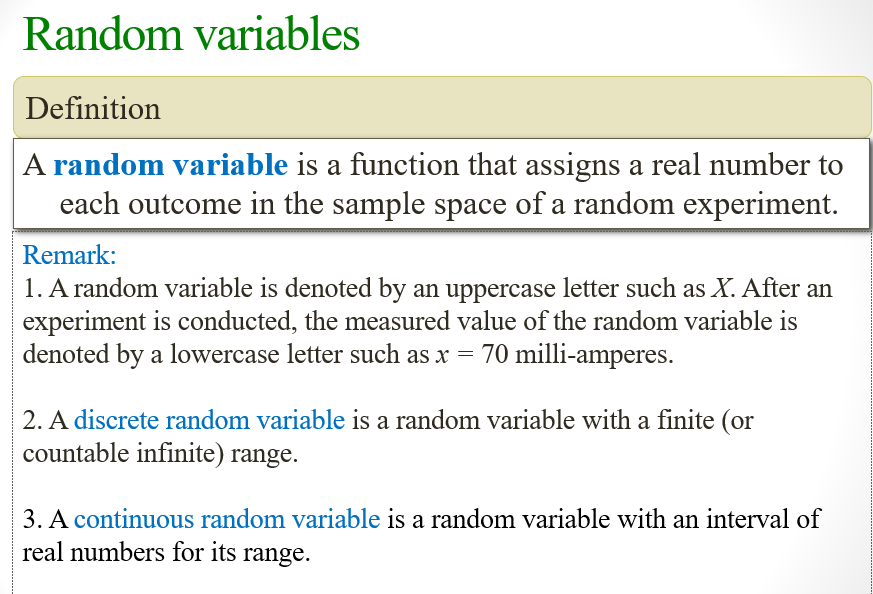 Random variables
Definition
A random variable is a function that assigns a real number to
each outcome in the sample space of a random experiment.
Remark:
1. A random variable is denoted by an uppercase letter such as X. After an
experiment is conducted, the measured value of the random variable is
denoted by a lowercase letter such as x = 70 milli-amperes.
2. A discrete random variable is a random variable with a finite (or
countable infinite) range.
3. A continuous random variable is a random variable with an interval of
real numbers for its range.